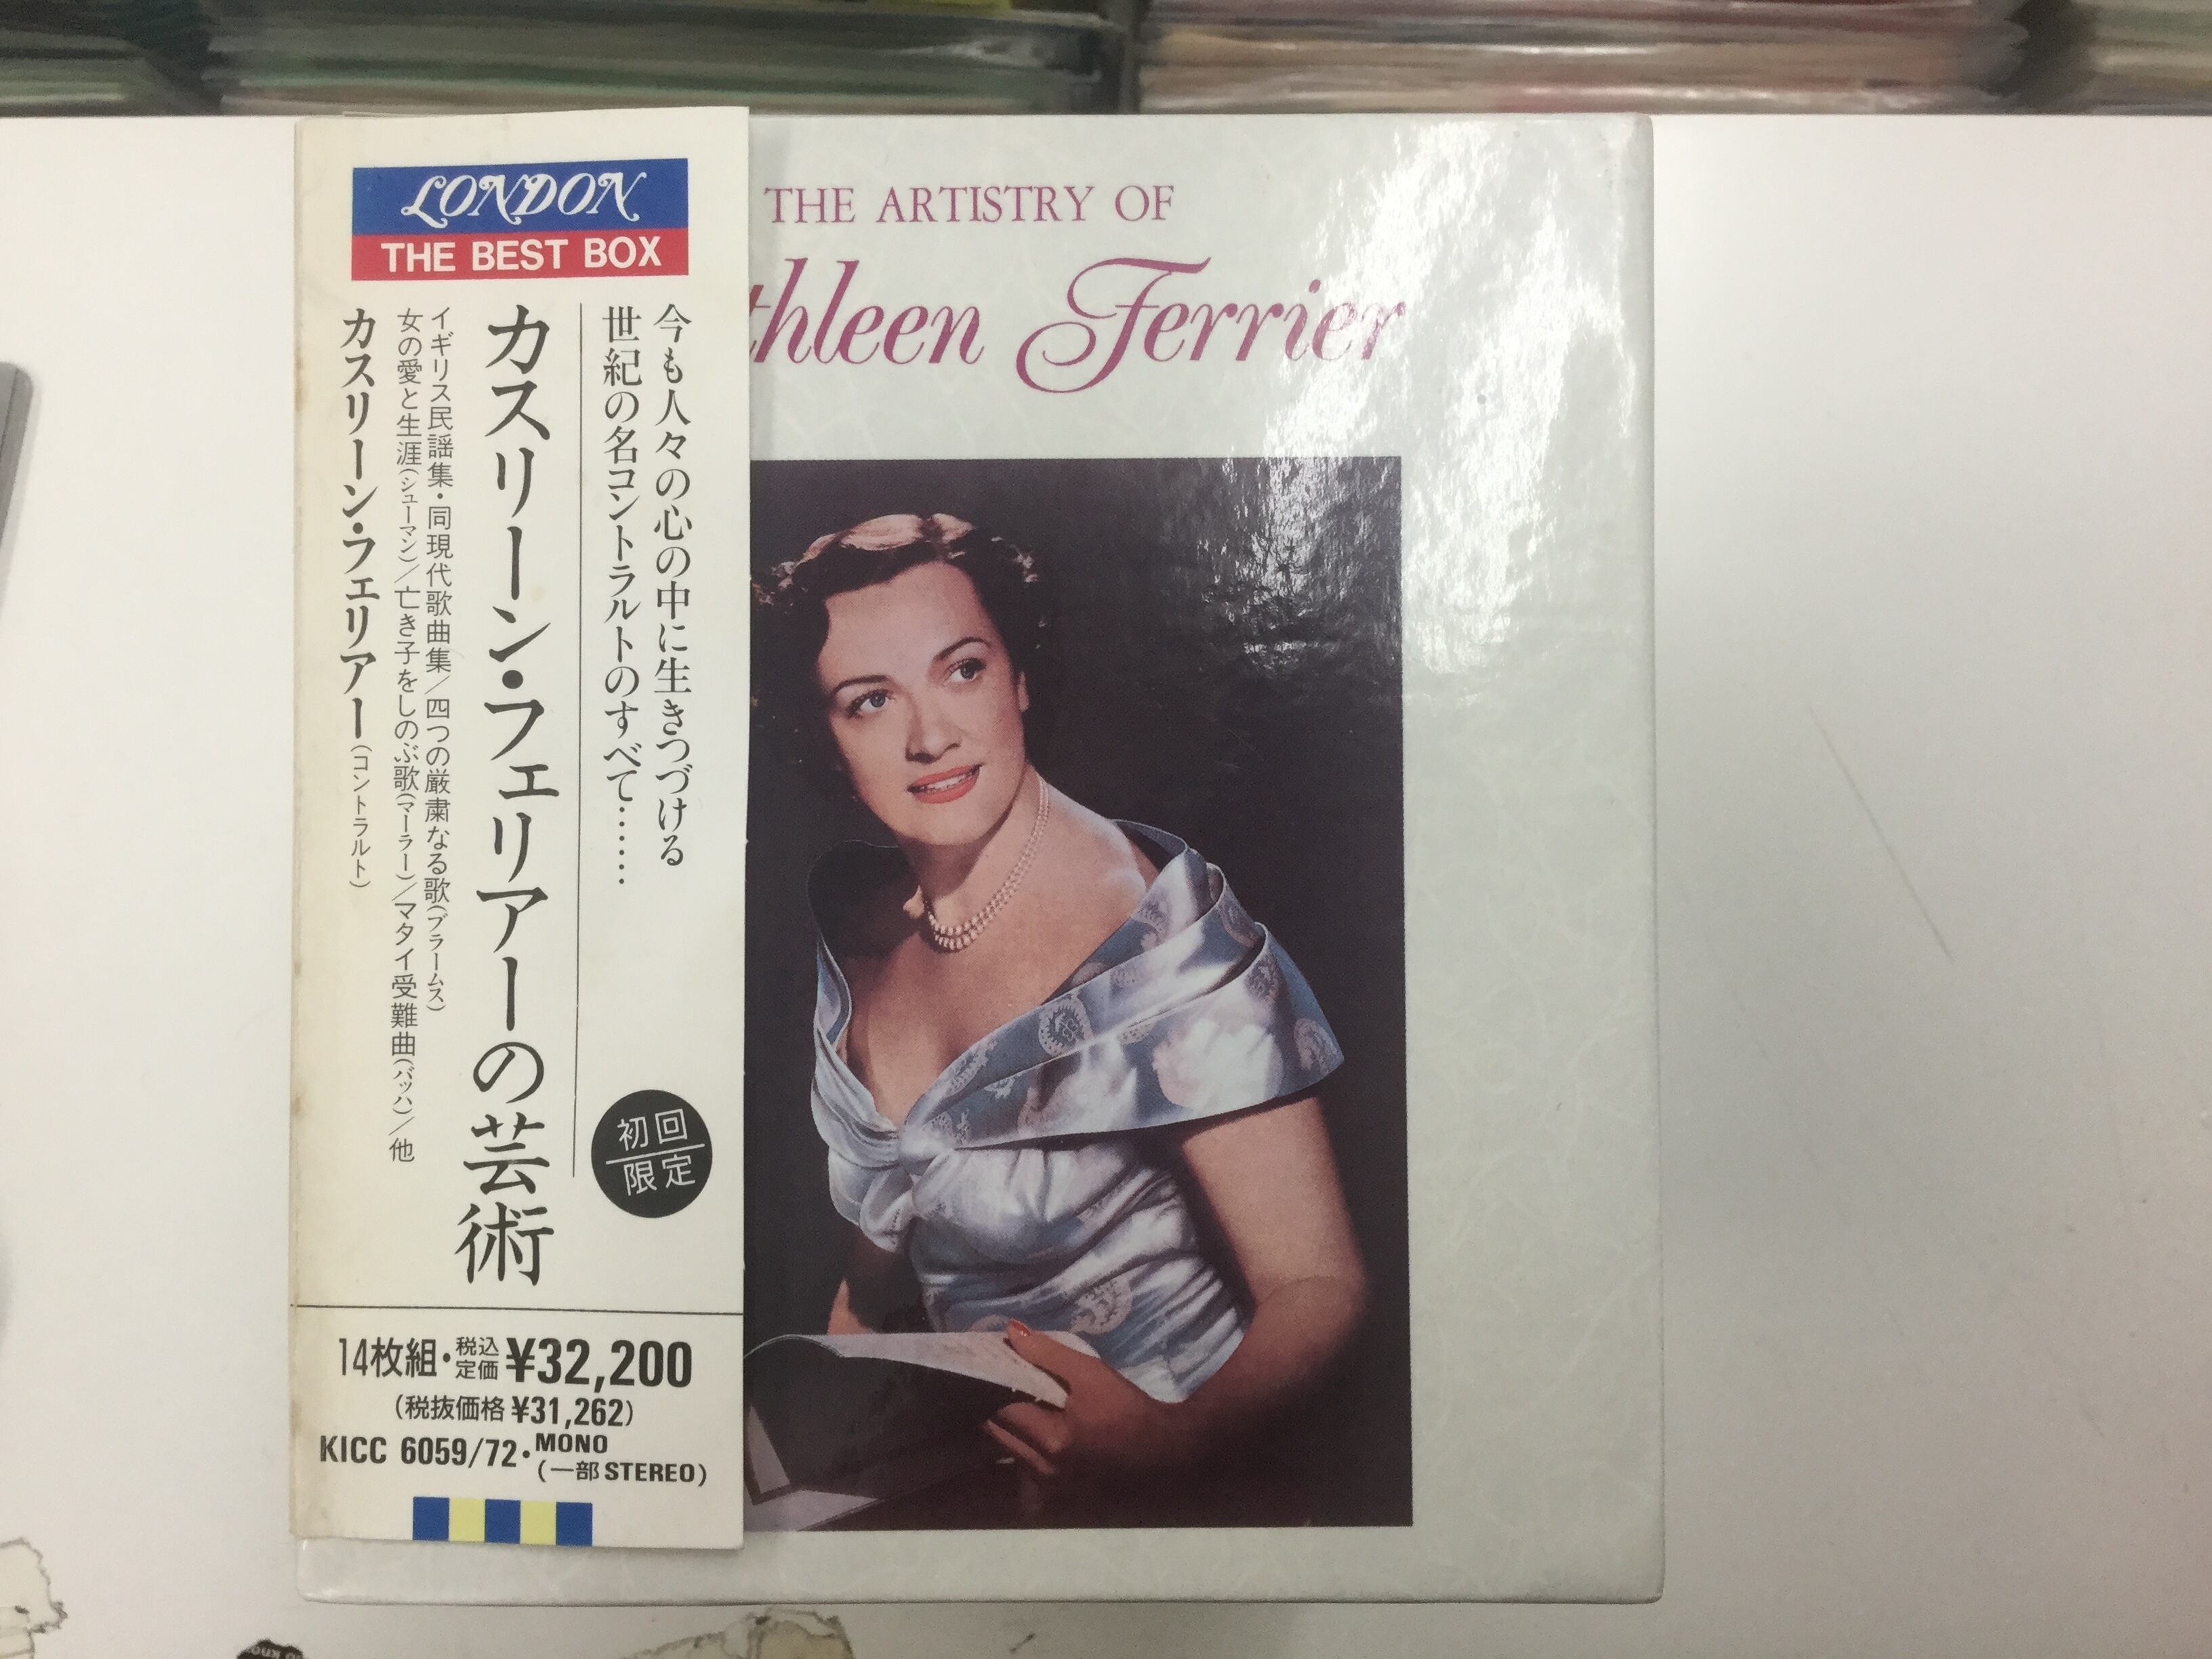 LONDON
THE BEST BOX
今も人々の心の中に生きつづける
世紀の名コントラルトのすべて……
初回
限定
カスリーン・フェリアーの芸術
イギリス民謡集・同現代歌曲集/四つの厳粛なる歌(ブラームス)
女の愛と生涯(シューマン)/亡き子をしのぶ歌(マーラー)/マタイ受難曲(バッハ)/他
カスリーン・フェリアー(コントラルト)
14枚組・税込定価¥32,200
(税抜価格¥31,262)
KICC 6059/72・MONO
(一部STEREO)
THE ARTISTRY OF
thleen Ferrier